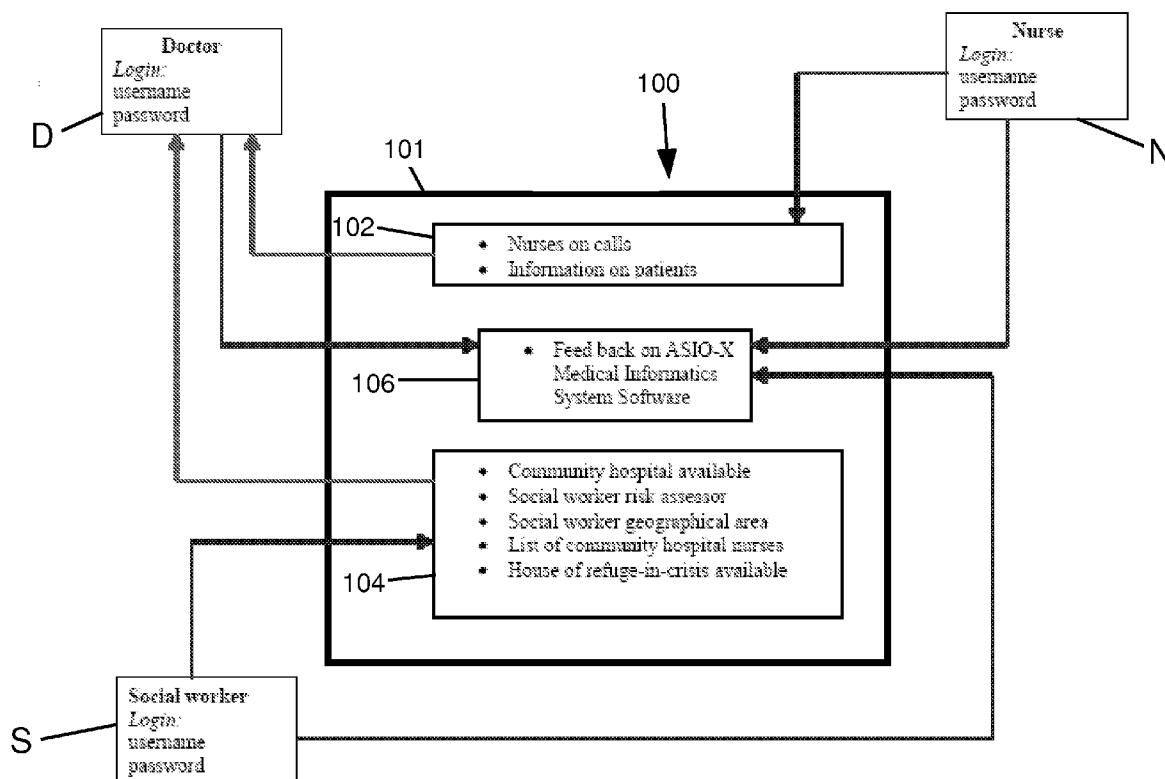 Doctor
Login:
username
password
D
Nurse
Login:
username
password
N
100
101
102
• Nurses on calls
• Information on patients
106
• Feed back on ASIO-X
Medical Informatics
System Software
104
• Community hospital available
• Social worker risk assessor
• Social worker geographical area
• List of community hospital nurses
• House of refuge-in-crisis available
S
Social worker
Login:
username
password